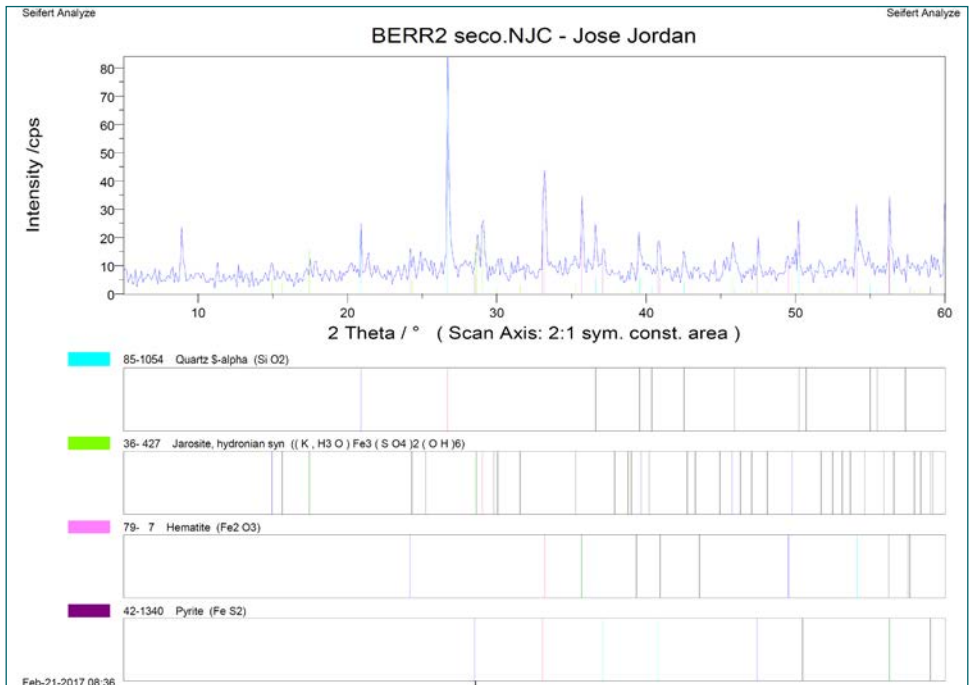 Seifert Analyze Seifert Analyze
BERR2 seco.NJC - Jose Jordan
Intensity /cps
80
70
60
50
40
30
20
10
0
10 20 30 40 50 60
2 Theta / ° ( Scan Axis: 2:1 sym. const. area )
85-1054 Quartz $-alpha (Si O2)
36- 427 Jarosite, hydronian syn (( K , H3 O ) Fe3 ( S O4 )2 ( O H )6)
79- 7 Hematite (Fe2 O3)
42-1340 Pyrite (Fe S2)
Feb-21-2017 08:36